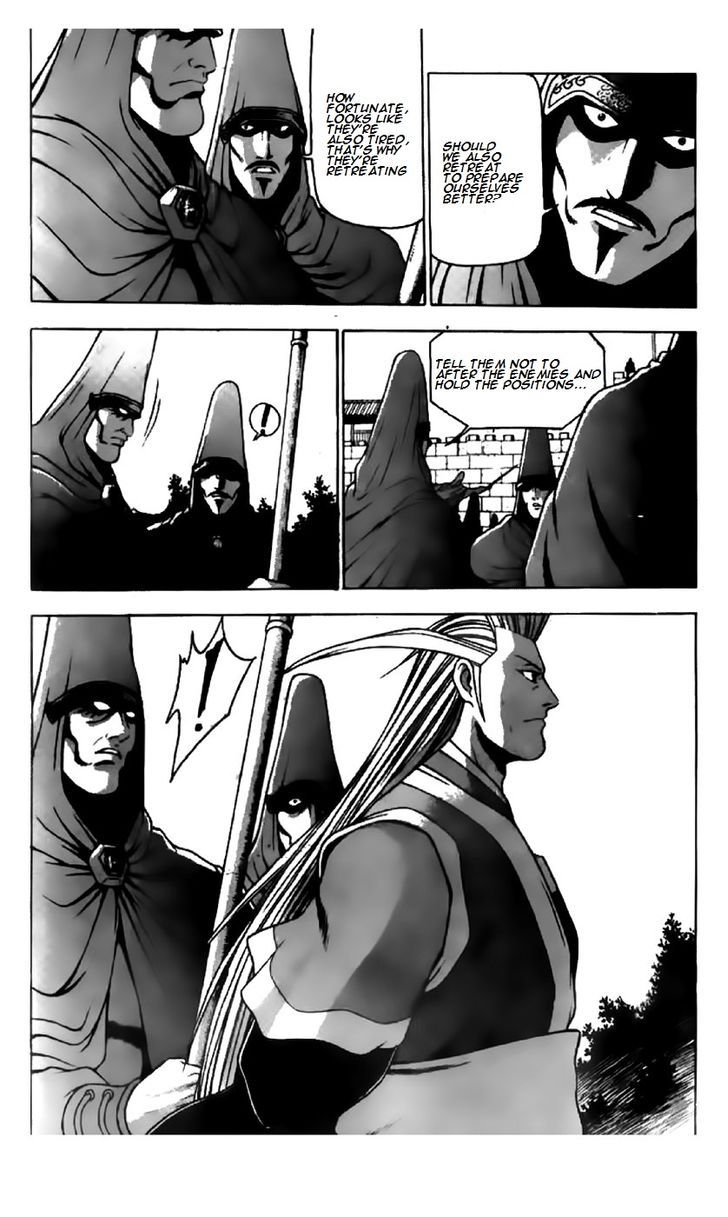 HOW
FORTUNATE,
LOOKS LIKE
THEY'RE
ALSO TIRED,
THAT'S WHY
THEY'RE
RETREATING
SHOULD
WE ALSO
RETREAT
TO PREPARE
OURSELVES
BETTER?
!
TELL THEM NOT TO
AFTER THE ENEMIES AND
HOLD THE POSITIONS...
!